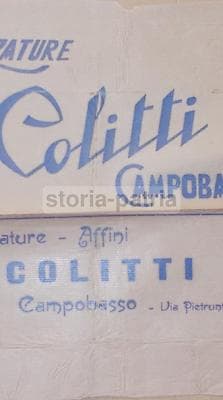 ZATURE
Colitti
CAMPOBA
storia-patria
ature - Affini
COLITTI
Campobasso - Via Pietrun